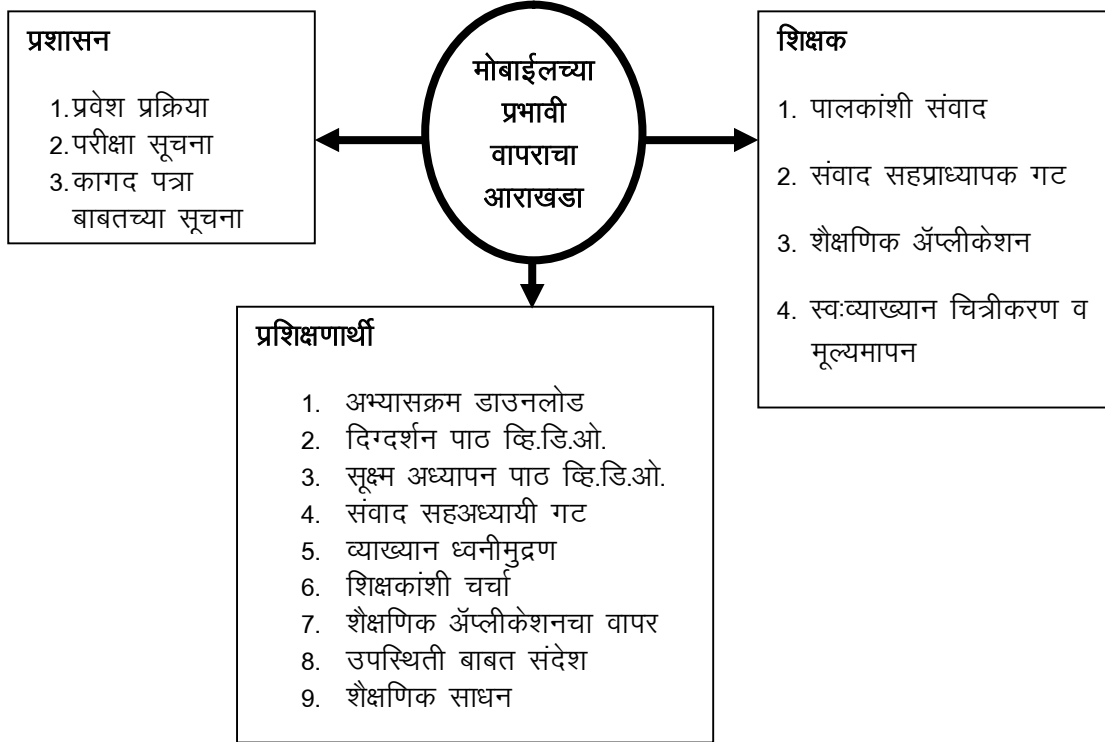 मोबाईलच्या
प्रभावी
वापराचा
आराखडा
प्रशासन
1. प्रवेश प्रक्रिया
2. परीक्षा सूचना
3. कागद पत्रा
बाबतच्या सूचना
शिक्षक
1. पालकांशी संवाद
2. संवाद सहप्राध्यापक गट
3. शैक्षणिक ॲप्लीकेशन
4. स्वःव्याख्यान चित्रीकरण व
मूल्यमापन
प्रशिक्षणार्थी
1. अभ्यासक्रम डाउनलोड
2. दिग्दर्शन पाठ व्हि.डि.ओ.
3. सूक्ष्म अध्यापन पाठ व्हि.डि.ओ.
4. संवाद सहअध्यायी गट
5. व्याख्यान ध्वनीमुद्रण
6. शिक्षकांशी चर्चा
7. शैक्षणिक ॲप्लीकेशनचा वापर
8. उपस्थिती बाबत संदेश
9. शैक्षणिक साधन